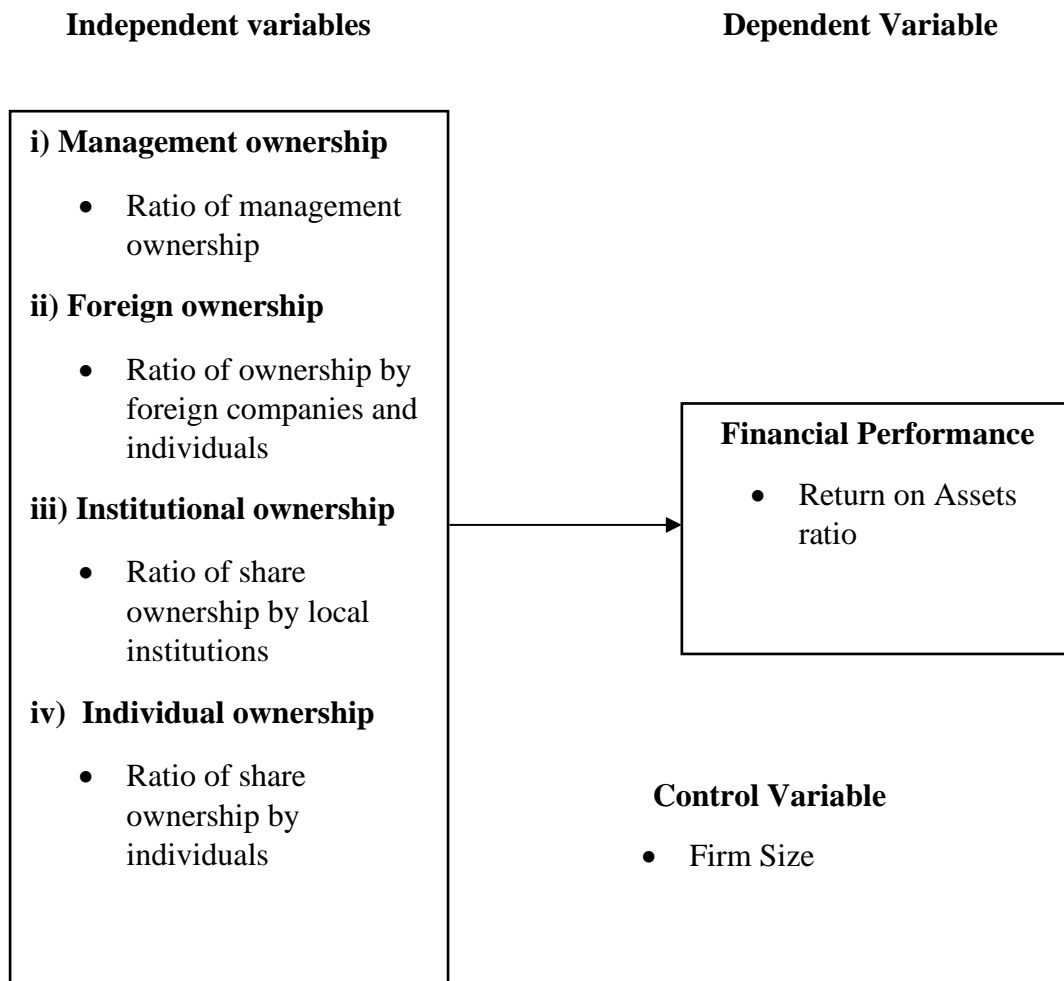 Independent variables
Dependent Variable
i) Management ownership
• Ratio of management
ownership
ii) Foreign ownership
• Ratio of ownership by
foreign companies and
individuals
iii) Institutional ownership
• Ratio of share
ownership by local
institutions
iv) Individual ownership
• Ratio of share
ownership by
individuals
Financial Performance
• Return on Assets
ratio
Control Variable
• Firm Size